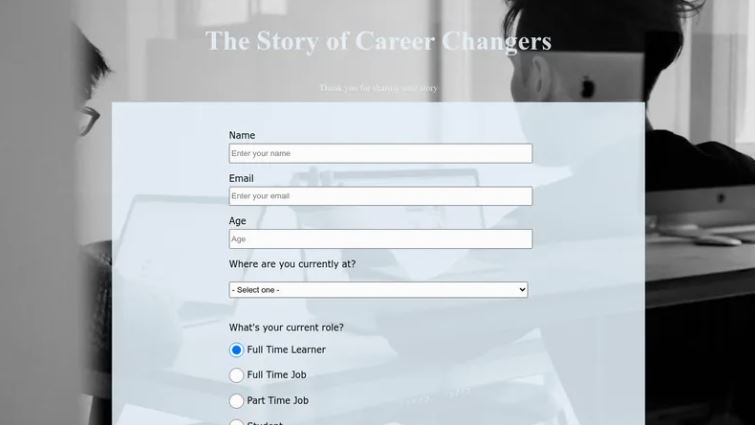 The Story of Career Changers
Thank you for sharing your story
Name
Enter your name
Email
Enter your email
Age
Age
Where are you currently at?
- Select one -
What's your current role?
Full Time Learner
Full Time Job
Part Time Job
Student